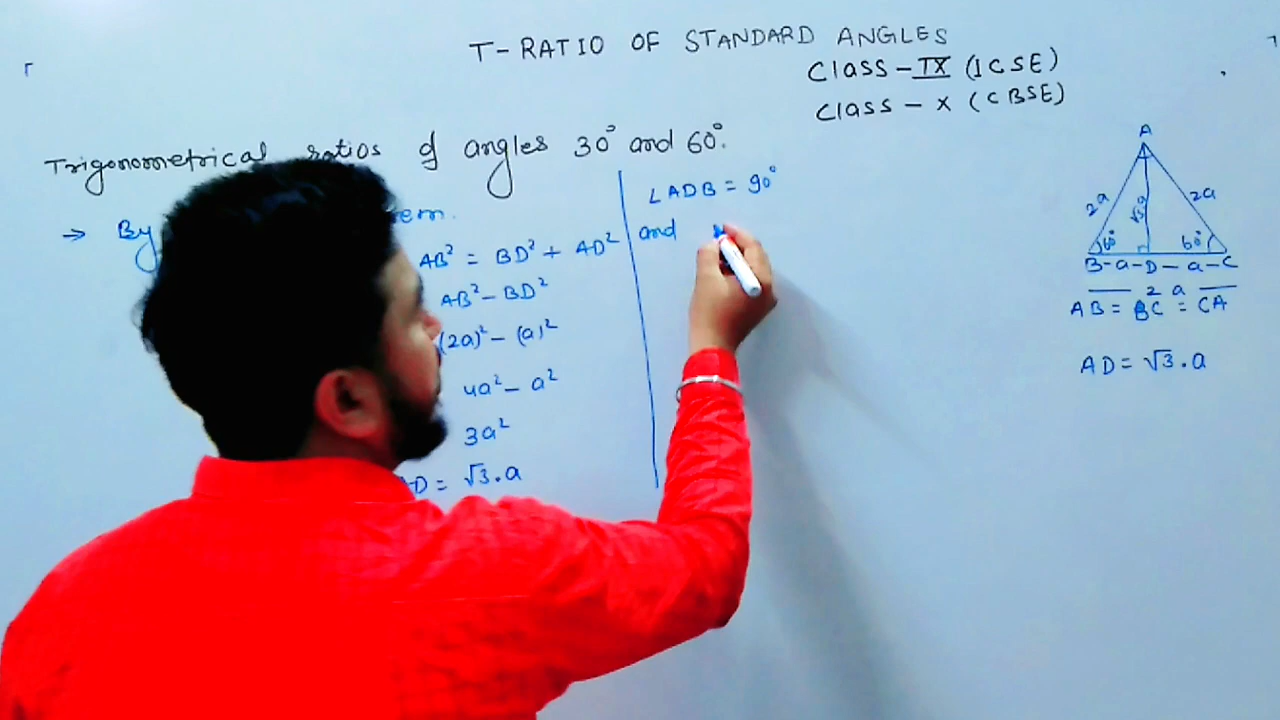 T-RATIO OF STANDARD ANGLES
Class-IX (ICSE)
Class - X (CBSE)
Trigonometrical ratios of angles 30° and 60°.
→ By
AB² = BD² + AD²
AB² - BD²
(2a)² - (a)²
4a² - a²
3a²
D = √3.a
∠ADB = 90°
and
A
2a
2a
√3a
60°
60°
B-a-D-a-C
2a
AB = BC = CA
AD = √3.a